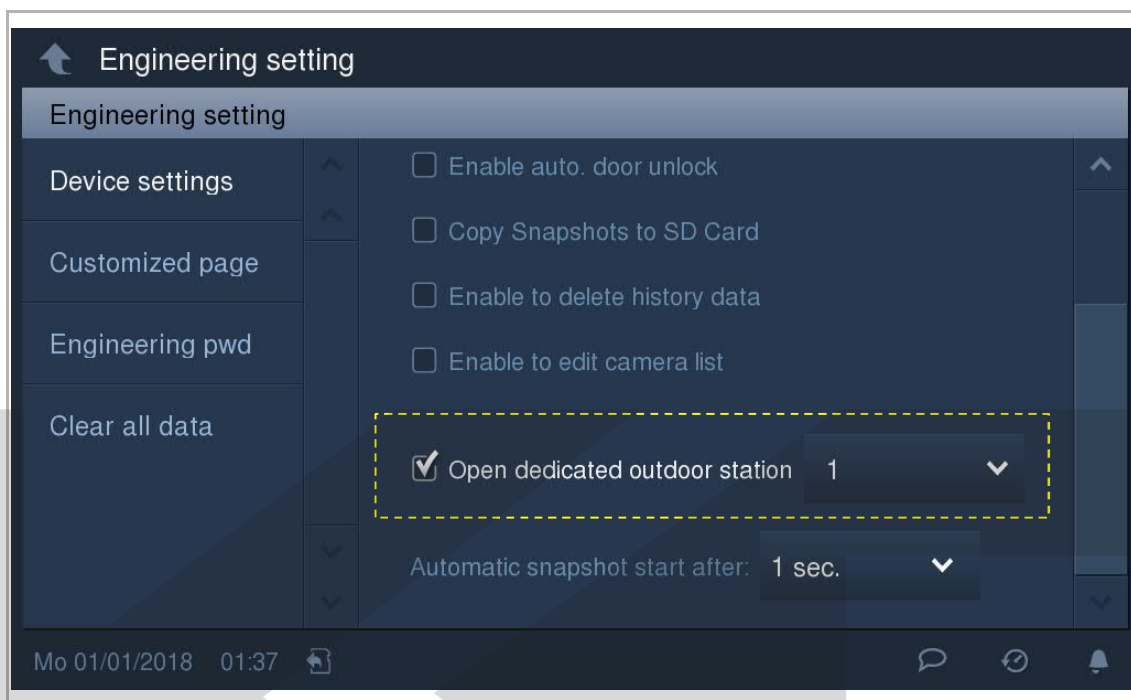 Engineering setting
Engineering setting
Device settings
Customized page
Engineering pwd
Clear all data
Enable auto. door unlock
Copy Snapshots to SD Card
Enable to delete history data
Enable to edit camera list
Open dedicated outdoor station 1
Automatic snapshot start after: 1 sec.
Mo 01/01/2018 01:37